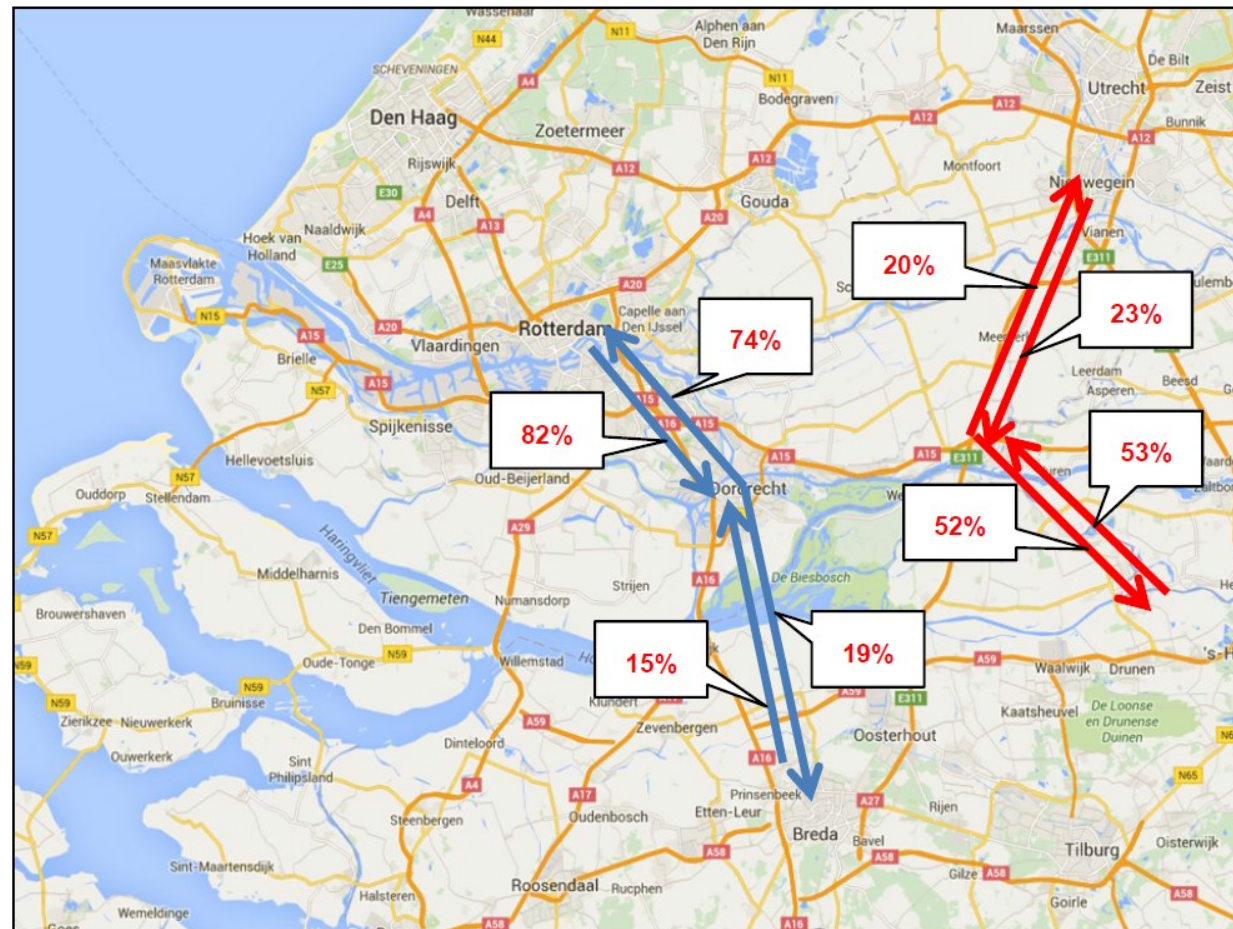 Wassenaar
Alphen aan
Den Rijn
N11
Maarssen
N44
N11
De Bilt
SCHEVENINGEN
A4
Utrecht
Zeist
Bodegraven
Den Haag
Zoetermeer
A12
A12
Bunnik
A12
Rijswijk
A12
A12
Montfoort
E30
Delft
Gouda
Nieuwegein
A4
A13
A20
Naaldwijk
Hoek van
Holland
Vianen
E25
E311
Maasvlakte
Rotterdam
20%
A20
Capelle aan
Den IJssel
23%
N15
A15
A20
Rotterdam
74%
Vlaardingen
Brielle
Leerdam
Asperen
Beesd
N57
A15
A15
A16
A15
Spijkenisse
82%
53%
Hellevoetsluis
A15
A15
E311
Oud-Beijerland
Dordrecht
Ouddorp
N57
Stellendam
52%
N57
A29
Haringvliet
De Biesbosch
Middelharnis
A16
Strijen
Brouwershaven
Tiengemeten
Numansdorp
Den Bommel
15%
19%
N59
Oude-Tonge
N59
Willemstad
A59
Waalwijk
Drunen
N59
Bruinisse
N59
Klundert
A59
E311
De Loonse
en Drunense
Duinen
Zierikzee
Nieuwerkerk
A59
Zevenbergen
Kaatsheuvel
Ouwerkerk
Dinteloord
Oosterhout
Sint
Philipsland
A16
N65
A4
Prinsenbeek
A17
Etten-Leur
A27
Rijen
Steenbergen
Oudenbosch
Breda
Bavel
Tilburg
Oisterwijk
A58
A58
Sint-Maartensdijk
Gilze
A58
Roosendaal
Rucphen
A58
Halsteren
Goirle
Wemeldinge
A58
A16